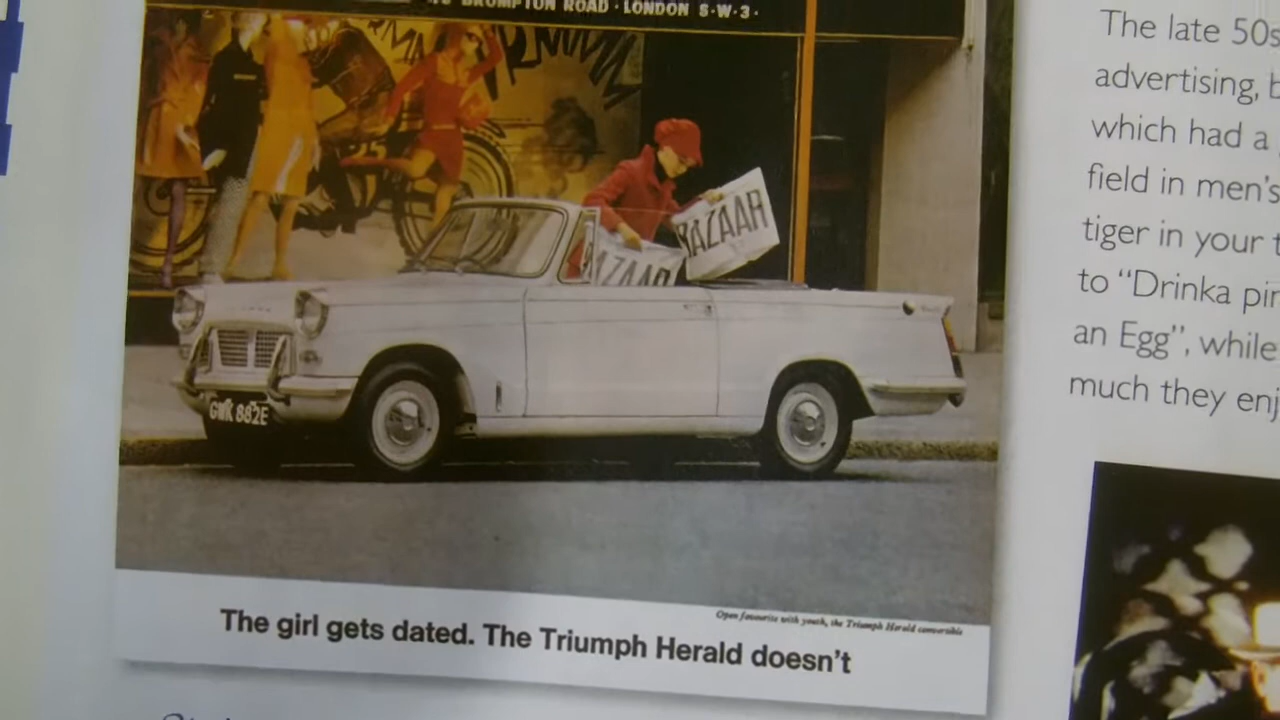 BROMPTON ROAD · LONDON S·W·3·
RMMM
BAZAAR
BAZAAR
GWK 882E
Open favourite with youth, the Triumph Herald convertible
The girl gets dated. The Triumph Herald doesn't
The late 50s
advertising, b
which had a
field in men's
tiger in your t
to "Drinka pin
an Egg", while
much they enj